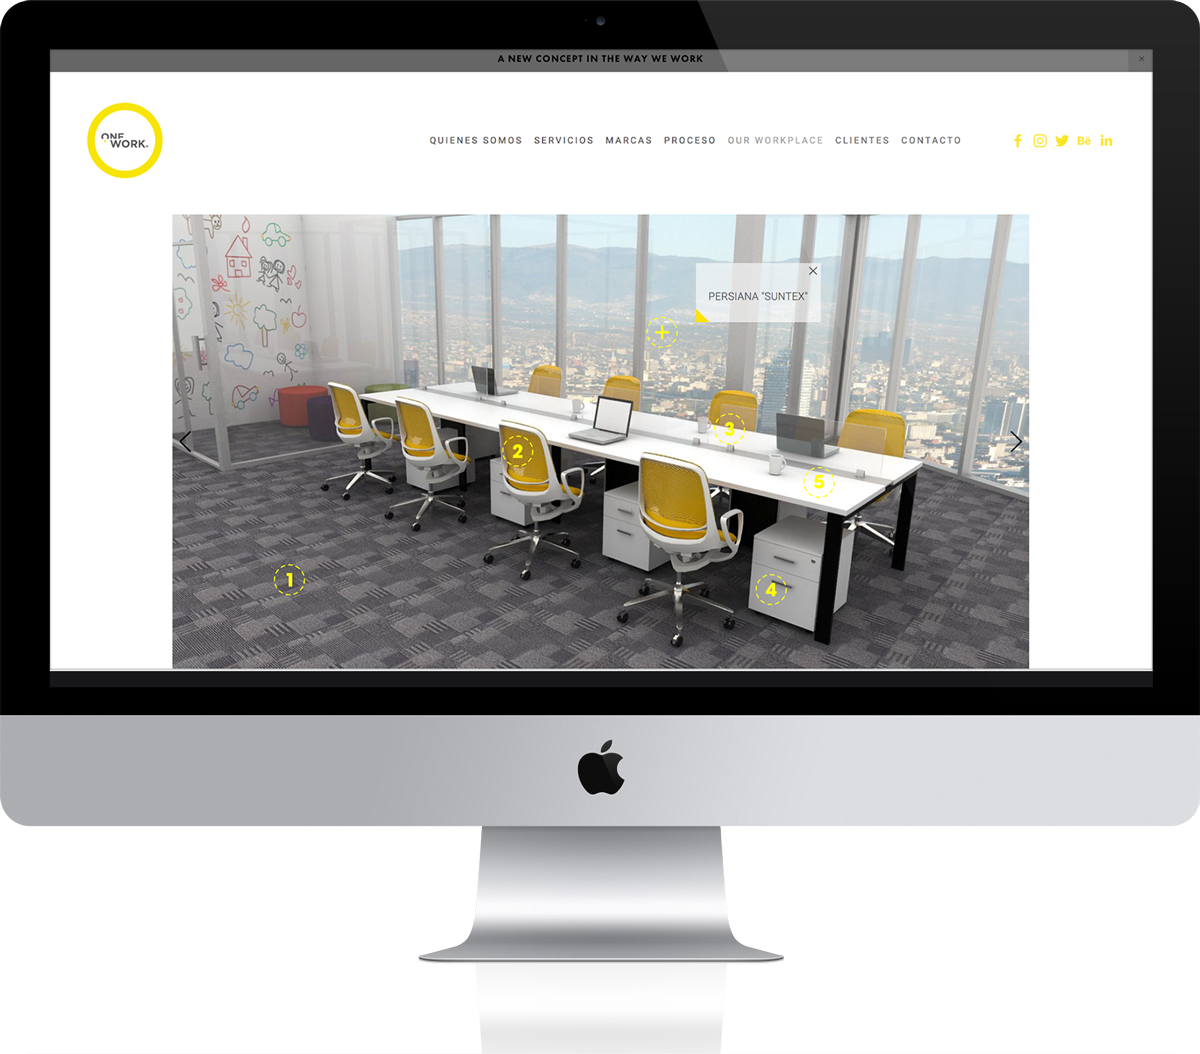 A NEW CONCEPT IN THE WAY WE WORK
ONE
WORK.
QUIENES SOMOS SERVICIOS MARCAS PROCESO OUR WORKPLACE CLIENTES CONTACTO
Bē in
PERSIANA "SUNTEX"
3
2
5
1
4